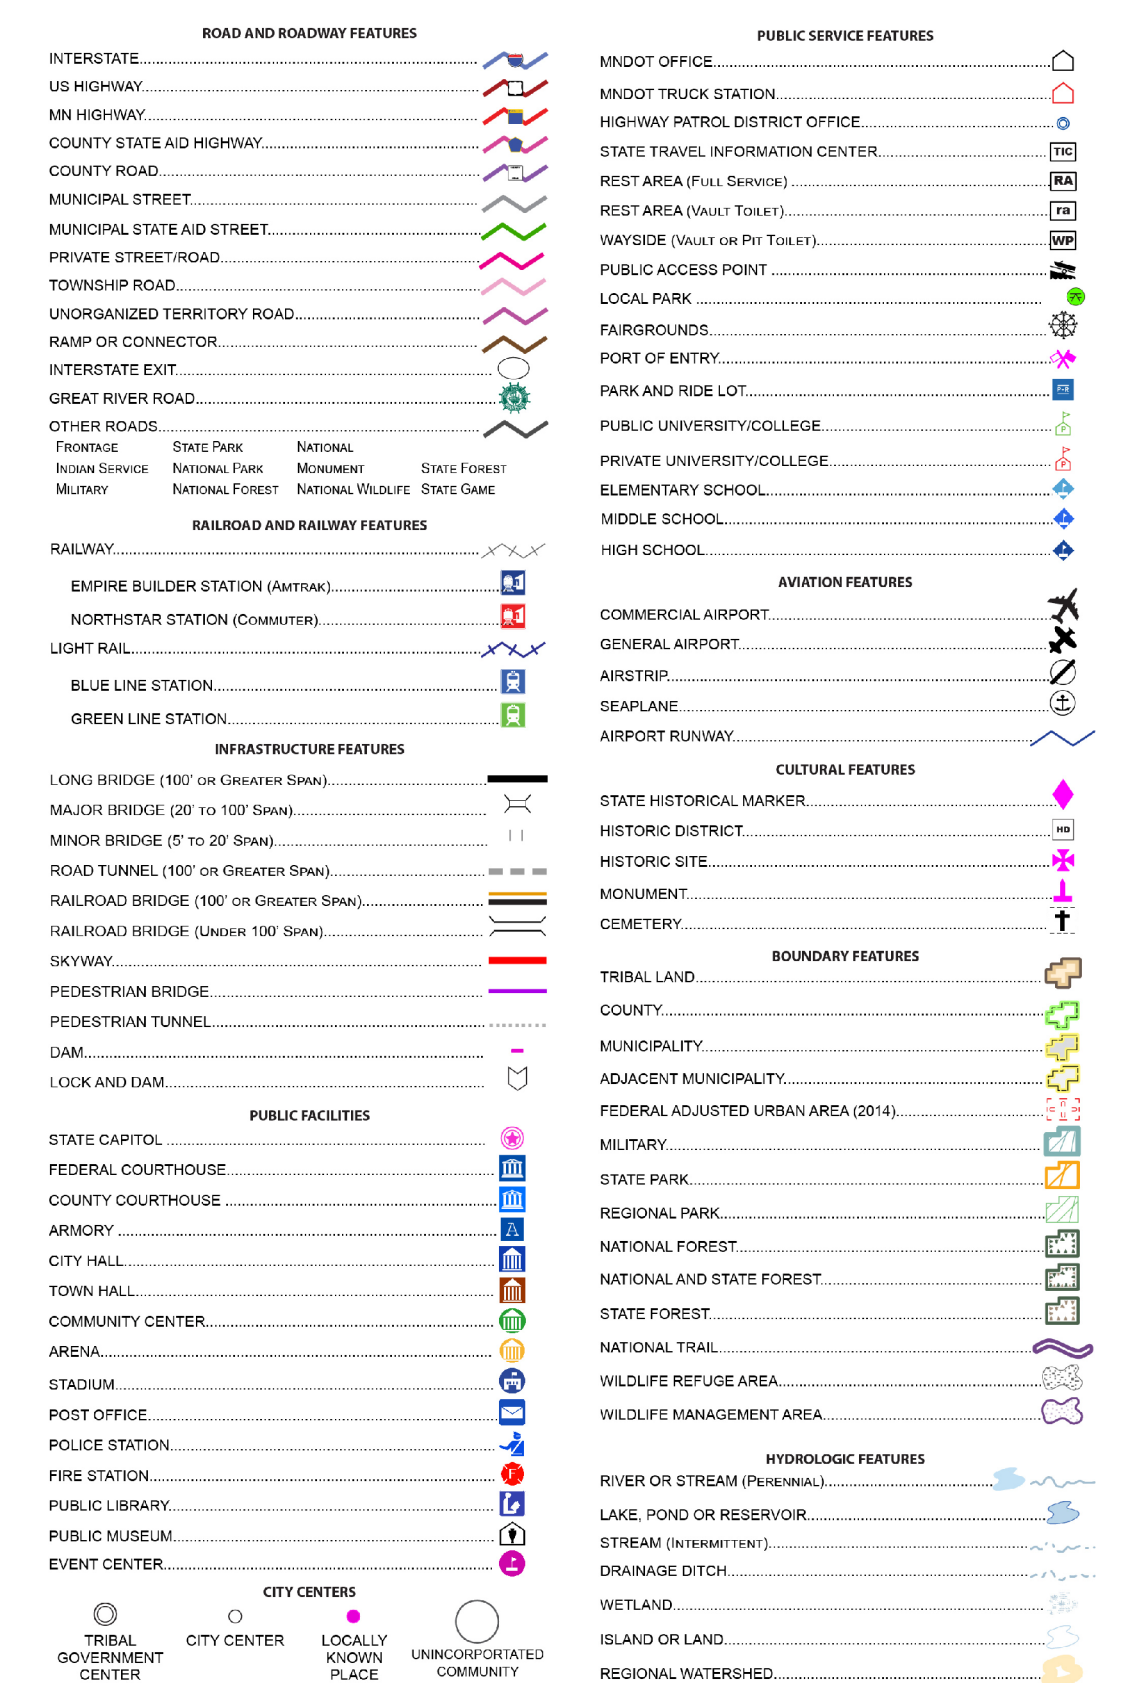 ROAD AND ROADWAY FEATURES
INTERSTATE
US HIGHWAY
MN HIGHWAY
COUNTY STATE AID HIGHWAY
COUNTY ROAD
MUNICIPAL STREET
MUNICIPAL STATE AID STREET
PRIVATE STREET/ROAD
TOWNSHIP ROAD
UNORGANIZED TERRITORY ROAD
RAMP OR CONNECTOR
INTERSTATE EXIT
GREAT RIVER ROAD
OTHER ROADS
FRONTAGE STATE PARK NATIONAL
INDIAN SERVICE NATIONAL PARK MONUMENT STATE FOREST
MILITARY NATIONAL FOREST NATIONAL WILDLIFE STATE GAME
RAILROAD AND RAILWAY FEATURES
RAILWAY
EMPIRE BUILDER STATION (AMTRAK)
NORTHSTAR STATION (COMMUTER)
LIGHT RAIL
BLUE LINE STATION
GREEN LINE STATION
INFRASTRUCTURE FEATURES
LONG BRIDGE (100' OR GREATER SPAN)
MAJOR BRIDGE (20' TO 100' SPAN)
MINOR BRIDGE (5' TO 20' SPAN)
ROAD TUNNEL (100' OR GREATER SPAN)
RAILROAD BRIDGE (100' OR GREATER SPAN)
RAILROAD BRIDGE (UNDER 100' SPAN)
SKYWAY
PEDESTRIAN BRIDGE
PEDESTRIAN TUNNEL
DAM
LOCK AND DAM
PUBLIC FACILITIES
STATE CAPITOL
FEDERAL COURTHOUSE
COUNTY COURTHOUSE
ARMORY A
CITY HALL
TOWN HALL
COMMUNITY CENTER
ARENA
STADIUM
POST OFFICE
POLICE STATION
FIRE STATION F
PUBLIC LIBRARY
PUBLIC MUSEUM
EVENT CENTER
CITY CENTERS
TRIBAL GOVERNMENT CENTER
CITY CENTER
LOCALLY KNOWN PLACE
UNINCORPORTATED COMMUNITY
PUBLIC SERVICE FEATURES
MNDOT OFFICE
MNDOT TRUCK STATION
HIGHWAY PATROL DISTRICT OFFICE
STATE TRAVEL INFORMATION CENTER TIC
REST AREA (FULL SERVICE) RA
REST AREA (VAULT TOILET) ra
WAYSIDE (VAULT OR PIT TOILET) WP
PUBLIC ACCESS POINT
LOCAL PARK
FAIRGROUNDS
PORT OF ENTRY
PARK AND RIDE LOT
PUBLIC UNIVERSITY/COLLEGE P
PRIVATE UNIVERSITY/COLLEGE P
ELEMENTARY SCHOOL
MIDDLE SCHOOL
HIGH SCHOOL
AVIATION FEATURES
COMMERCIAL AIRPORT
GENERAL AIRPORT
AIRSTRIP
SEAPLANE
AIRPORT RUNWAY
CULTURAL FEATURES
STATE HISTORICAL MARKER
HISTORIC DISTRICT HD
HISTORIC SITE
MONUMENT
CEMETERY
BOUNDARY FEATURES
TRIBAL LAND
COUNTY
MUNICIPALITY
ADJACENT MUNICIPALITY
FEDERAL ADJUSTED URBAN AREA (2014)
MILITARY
STATE PARK
REGIONAL PARK
NATIONAL FOREST
NATIONAL AND STATE FOREST
STATE FOREST
NATIONAL TRAIL
WILDLIFE REFUGE AREA
WILDLIFE MANAGEMENT AREA
HYDROLOGIC FEATURES
RIVER OR STREAM (PERENNIAL)
LAKE, POND OR RESERVOIR
STREAM (INTERMITTENT)
DRAINAGE DITCH
WETLAND
ISLAND OR LAND
REGIONAL WATERSHED